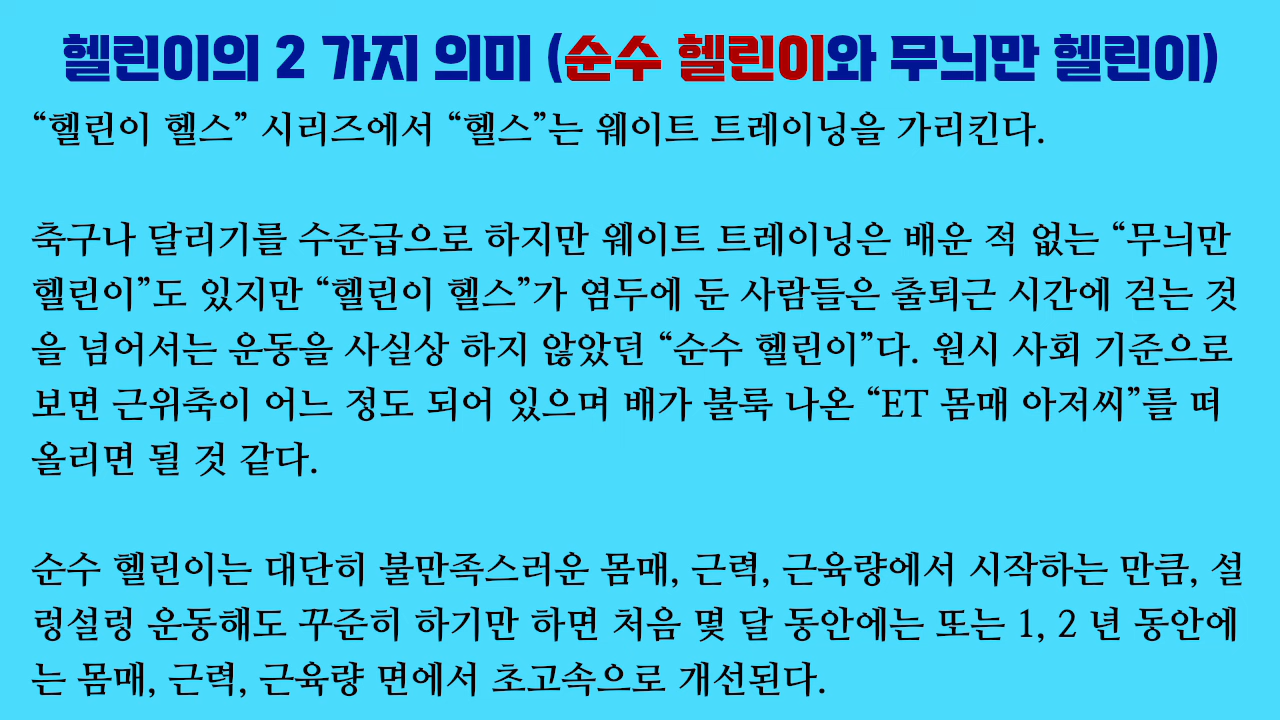 헬린이의 2 가지 의미 (순수 헬린이와 무늬만 헬린이)
“헬린이 헬스” 시리즈에서 “헬스”는 웨이트 트레이닝을 가리킨다.
축구나 달리기를 수준급으로 하지만 웨이트 트레이닝은 배운 적 없는 “무늬만
헬린이”도 있지만 “헬린이 헬스”가 염두에 둔 사람들은 출퇴근 시간에 걷는 것
을 넘어서는 운동을 사실상 하지 않았던 “순수 헬린이”다. 원시 사회 기준으로
보면 근위축이 어느 정도 되어 있으며 배가 불룩 나온 “ET 몸매 아저씨”를 떠
올리면 될 것 같다.
순수 헬린이는 대단히 불만족스러운 몸매, 근력, 근육량에서 시작하는 만큼, 설
렁설렁 운동해도 꾸준히 하기만 하면 처음 몇 달 동안에는 또는 1, 2 년 동안에
는 몸매, 근력, 근육량 면에서 초고속으로 개선된다.